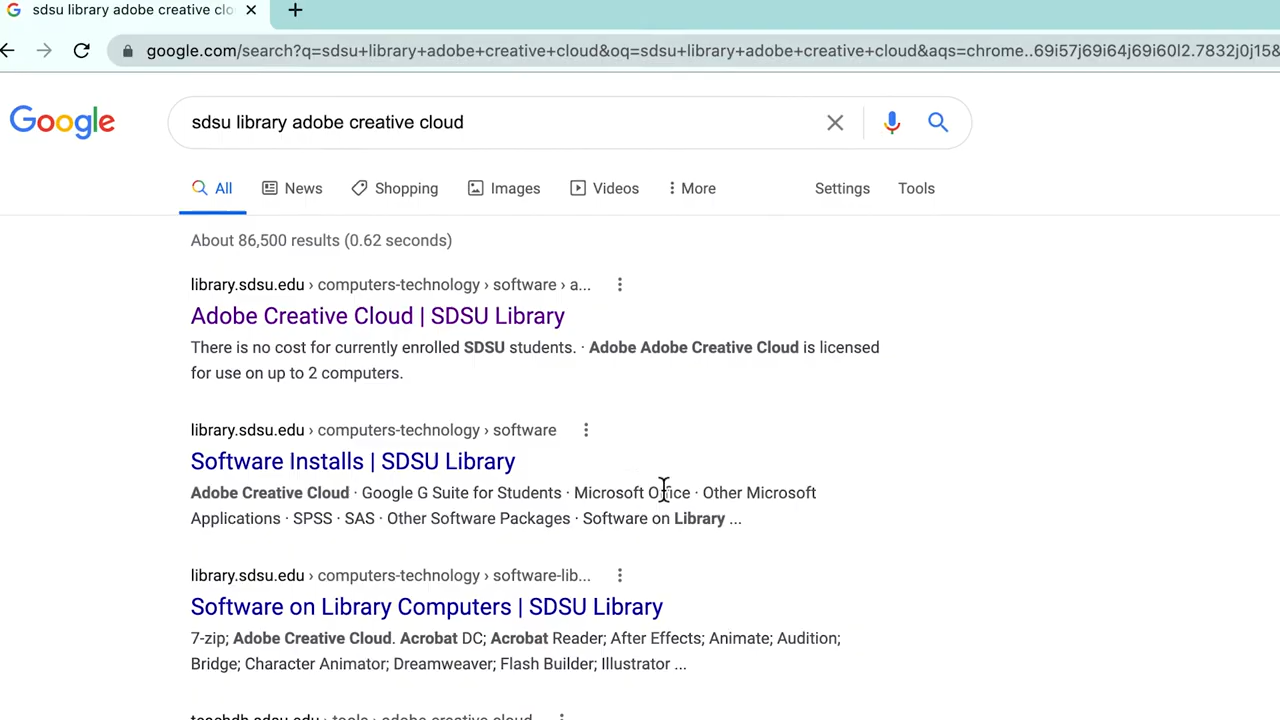 sdsu library adobe creative clo
google.com/search?q=sdsu+library+adobe+creative+cloud&oq=sdsu+library+adobe+creative+cloud&aqs=chrome..69i57j69i64j69i60l2.7832j0j15&
Google
sdsu library adobe creative cloud
All News Shopping Images Videos More Settings Tools
About 86,500 results (0.62 seconds)
library.sdsu.edu › computers-technology › software › a...
Adobe Creative Cloud | SDSU Library
There is no cost for currently enrolled SDSU students. · Adobe Adobe Creative Cloud is licensed
for use on up to 2 computers.
library.sdsu.edu › computers-technology › software
Software Installs | SDSU Library
Adobe Creative Cloud · Google G Suite for Students · Microsoft Office · Other Microsoft
Applications · SPSS · SAS · Other Software Packages · Software on Library ...
library.sdsu.edu › computers-technology › software-lib...
Software on Library Computers | SDSU Library
7-zip; Adobe Creative Cloud. Acrobat DC; Acrobat Reader; After Effects; Animate; Audition;
Bridge; Character Animator; Dreamweaver; Flash Builder; Illustrator ...
teachdh.sdsu.edu › tools › adobe creative cloud